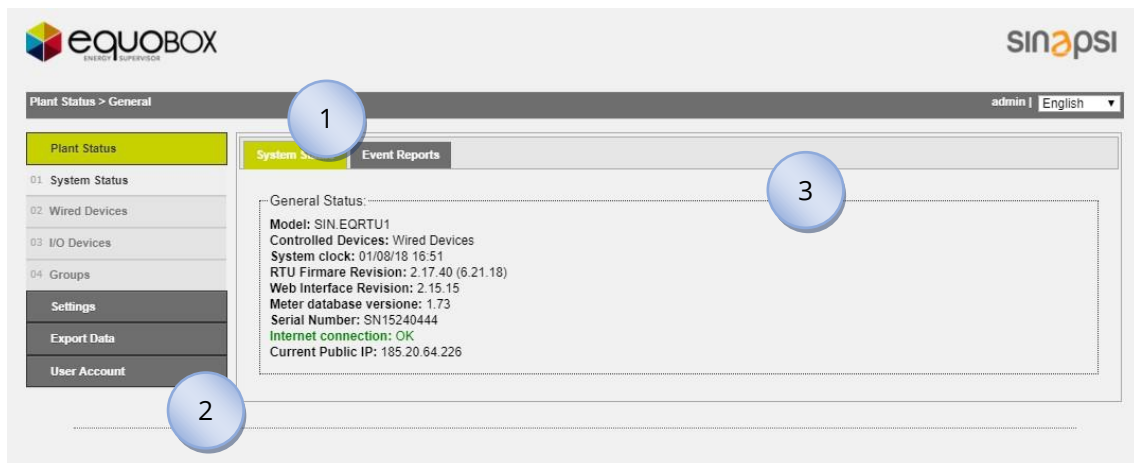 equoBOX
ENERGY SUPERVISOR
sinapsi
Plant Status > General
admin | English
1
Plant Status
System S
Event Reports
3
01 System Status
02 Wired Devices
03 I/O Devices
04 Groups
Settings
Export Data
User Account
2
General Status:
Model: SIN.EQRTU1
Controlled Devices: Wired Devices
System clock: 01/08/18 16:51
RTU Firmare Revision: 2.17.40 (6.21.18)
Web Interface Revision: 2.15.15
Meter database versione: 1.73
Serial Number: SN15240444
Internet connection: OK
Current Public IP: 185.20.64.226